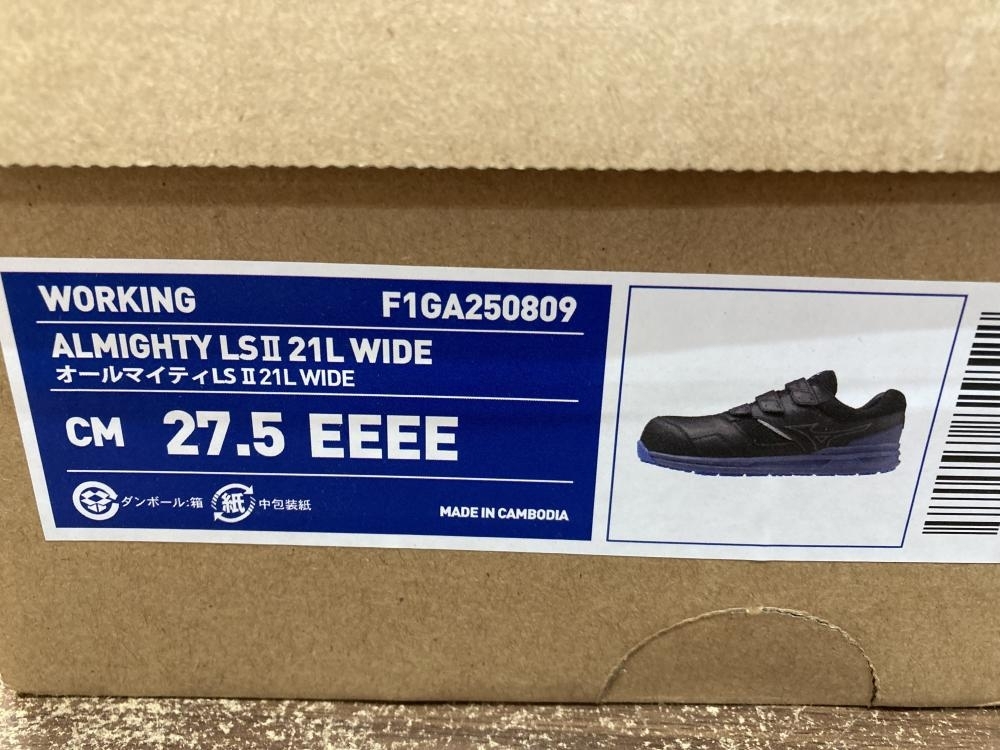 WORKING F1GA250809
ALMIGHTY LSⅡ 21L WIDE
オールマイティLSⅡ21L WIDE
CM 27.5 EEEE
ダンボール:箱 紙 中包装紙
MADE IN CAMBODIA